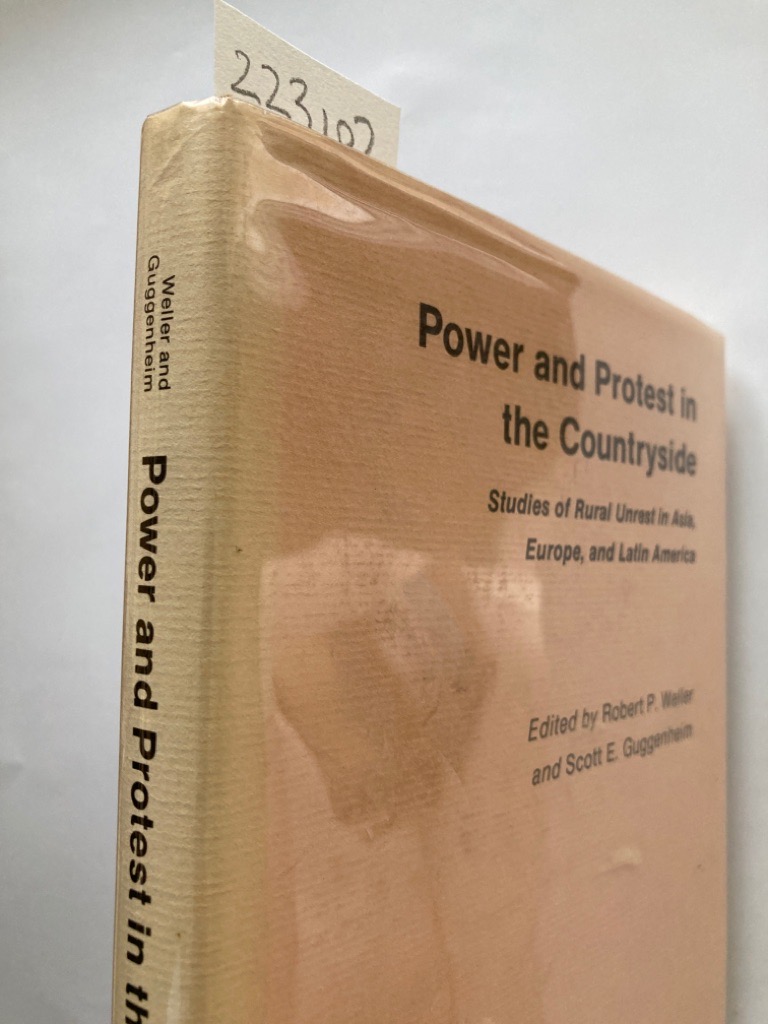 223102
Weller and
Guggenheim
Power and Protest in th
Power and Protest in
the Countryside
Studies of Rural Unrest in Asia,
Europe, and Latin America
Edited by Robert P. Weller
and Scott E. Guggenheim